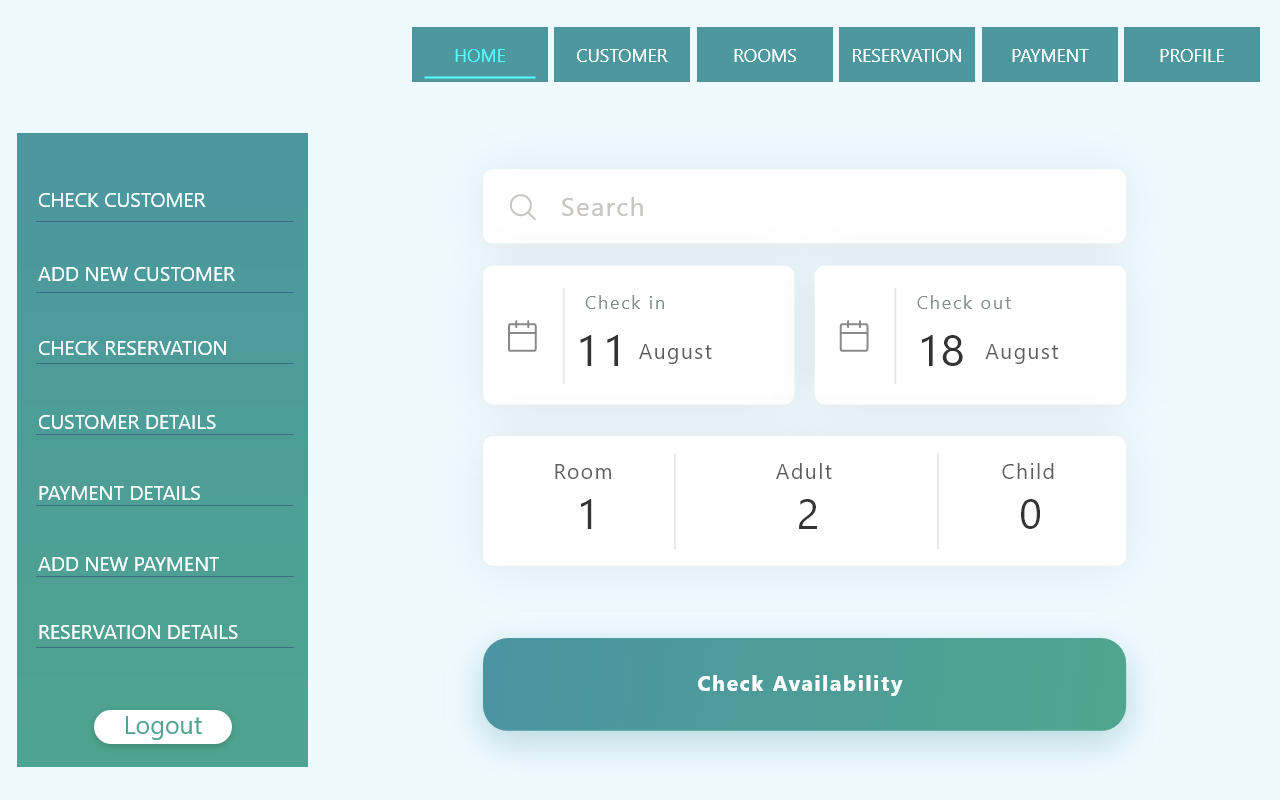 HOME CUSTOMER ROOMS RESERVATION PAYMENT PROFILE
CHECK CUSTOMER
ADD NEW CUSTOMER
CHECK RESERVATION
CUSTOMER DETAILS
PAYMENT DETAILS
ADD NEW PAYMENT
RESERVATION DETAILS
Logout
Search
Check in
11 August
Check out
18 August
Room
1
Adult
2
Child
0
Check Availability